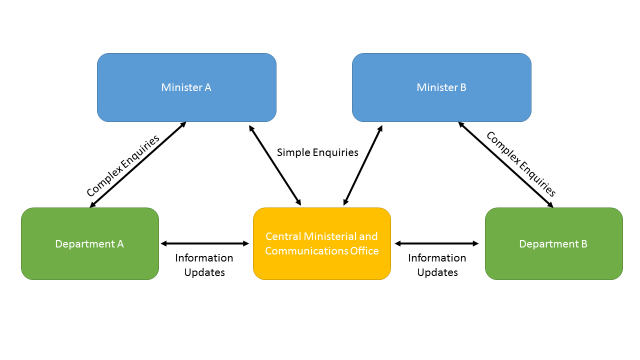 Minister A
Minister B
Complex Enquiries
Simple Enquiries
Complex Enquiries
Department A
Information
Updates
Central Ministerial and
Communications Office
Information
Updates
Department B